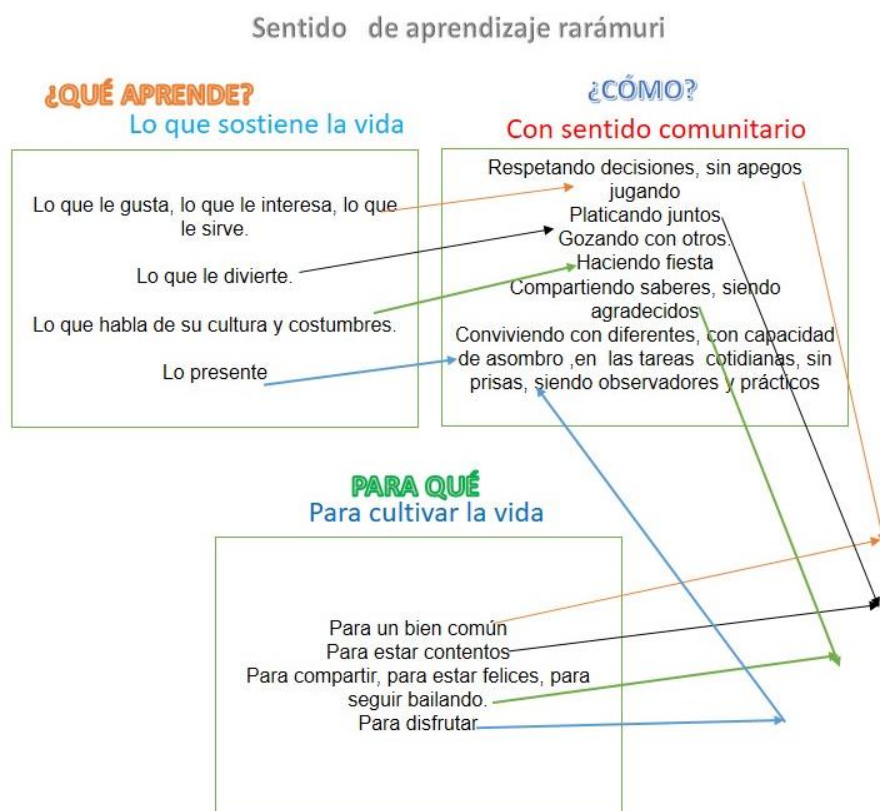 Sentido de aprendizaje rarámuri
¿QUÉ APRENDE?
Lo que sostiene la vida
Lo que le gusta, lo que le interesa, lo que
le sirve.
Lo que le divierte.
Lo que habla de su cultura y costumbres.
Lo presente
¿CÓMO?
Con sentido comunitario
Respetando decisiones, sin apegos
jugando
Platicando juntos
Gozando con otros.
Haciendo fiesta
Compartiendo saberes, siendo
agradecidos
Conviviendo con diferentes, con capacidad
de asombro ,en las tareas cotidianas, sin
prisas, siendo observadores y prácticos
PARA QUÉ
Para cultivar la vida
Para un bien común
Para estar contentos
Para compartir, para estar felices, para
seguir bailando.
Para disfrutar